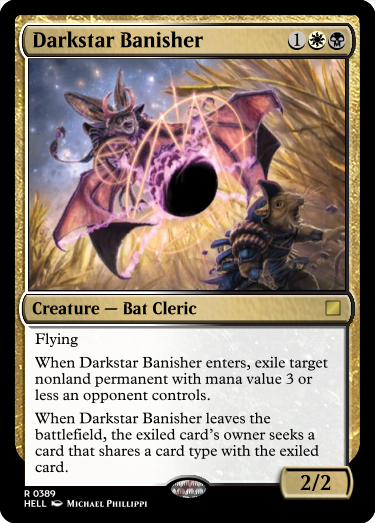 Darkstar Banisher 1
Creature — Bat Cleric
Flying
When Darkstar Banisher enters, exile target
nonland permanent with mana value 3 or
less an opponent controls.
When Darkstar Banisher leaves the
battlefield, the exiled card's owner seeks a
card that shares a card type with the exiled
card.
2/2
R 0389
HELL Michael Phillippi